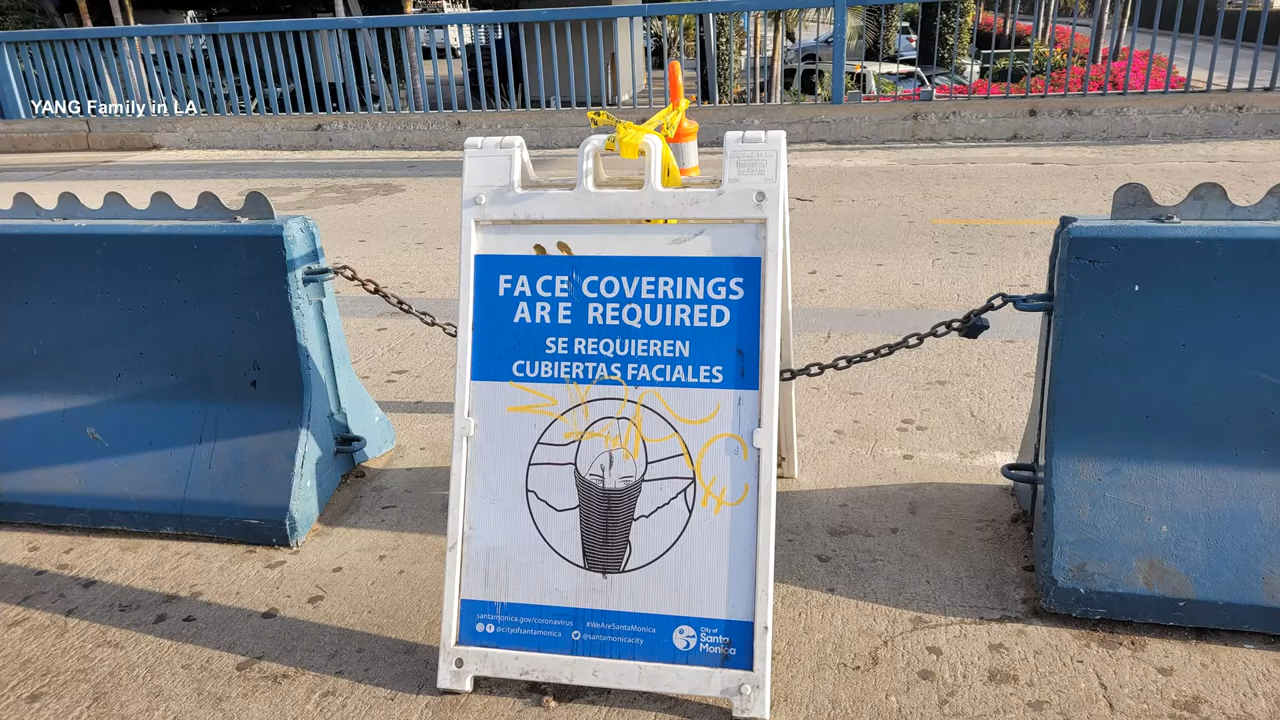 YANG Family in LA
FACE COVERINGS
ARE REQUIRED
SE REQUIEREN
CUBIERTAS FACIALES
santamonica.gov/coronavirus #WeAreSantaMonica
@cityofsantamonica @santamonicacity
City of
Santa
Monica